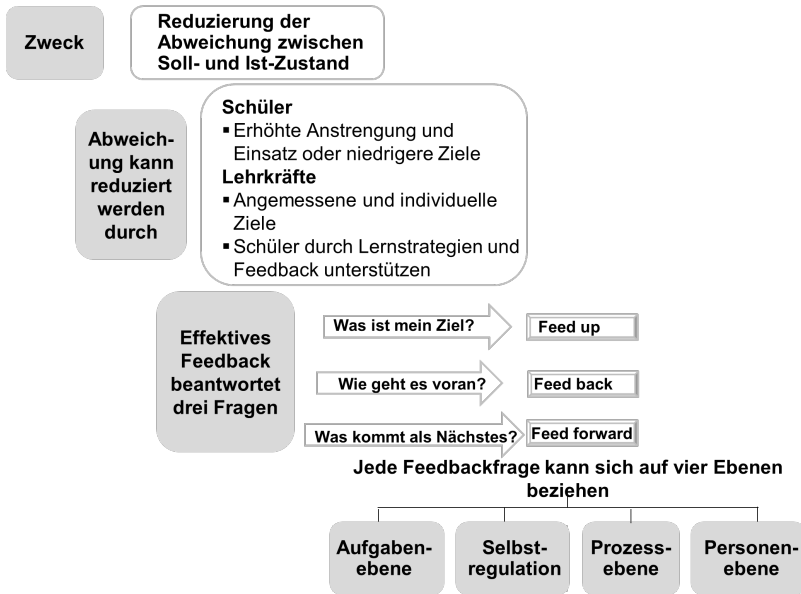 Zweck
Reduzierung der
Abweichung zwischen
Soll- und Ist-Zustand
Abweich-
ung kann
reduziert
werden
durch
Schüler
▪ Erhöhte Anstrengung und
Einsatz oder niedrigere Ziele
Lehrkräfte
▪ Angemessene und individuelle
Ziele
▪ Schüler durch Lernstrategien und
Feedback unterstützen
Effektives
Feedback
beantwortet
drei Fragen
Was ist mein Ziel?
Feed up
Wie geht es voran?
Feed back
Was kommt als Nächstes?
Feed forward
Jede Feedbackfrage kann sich auf vier Ebenen
beziehen
Aufgaben-
ebene
Selbst-
regulation
Prozess-
ebene
Personen-
ebene